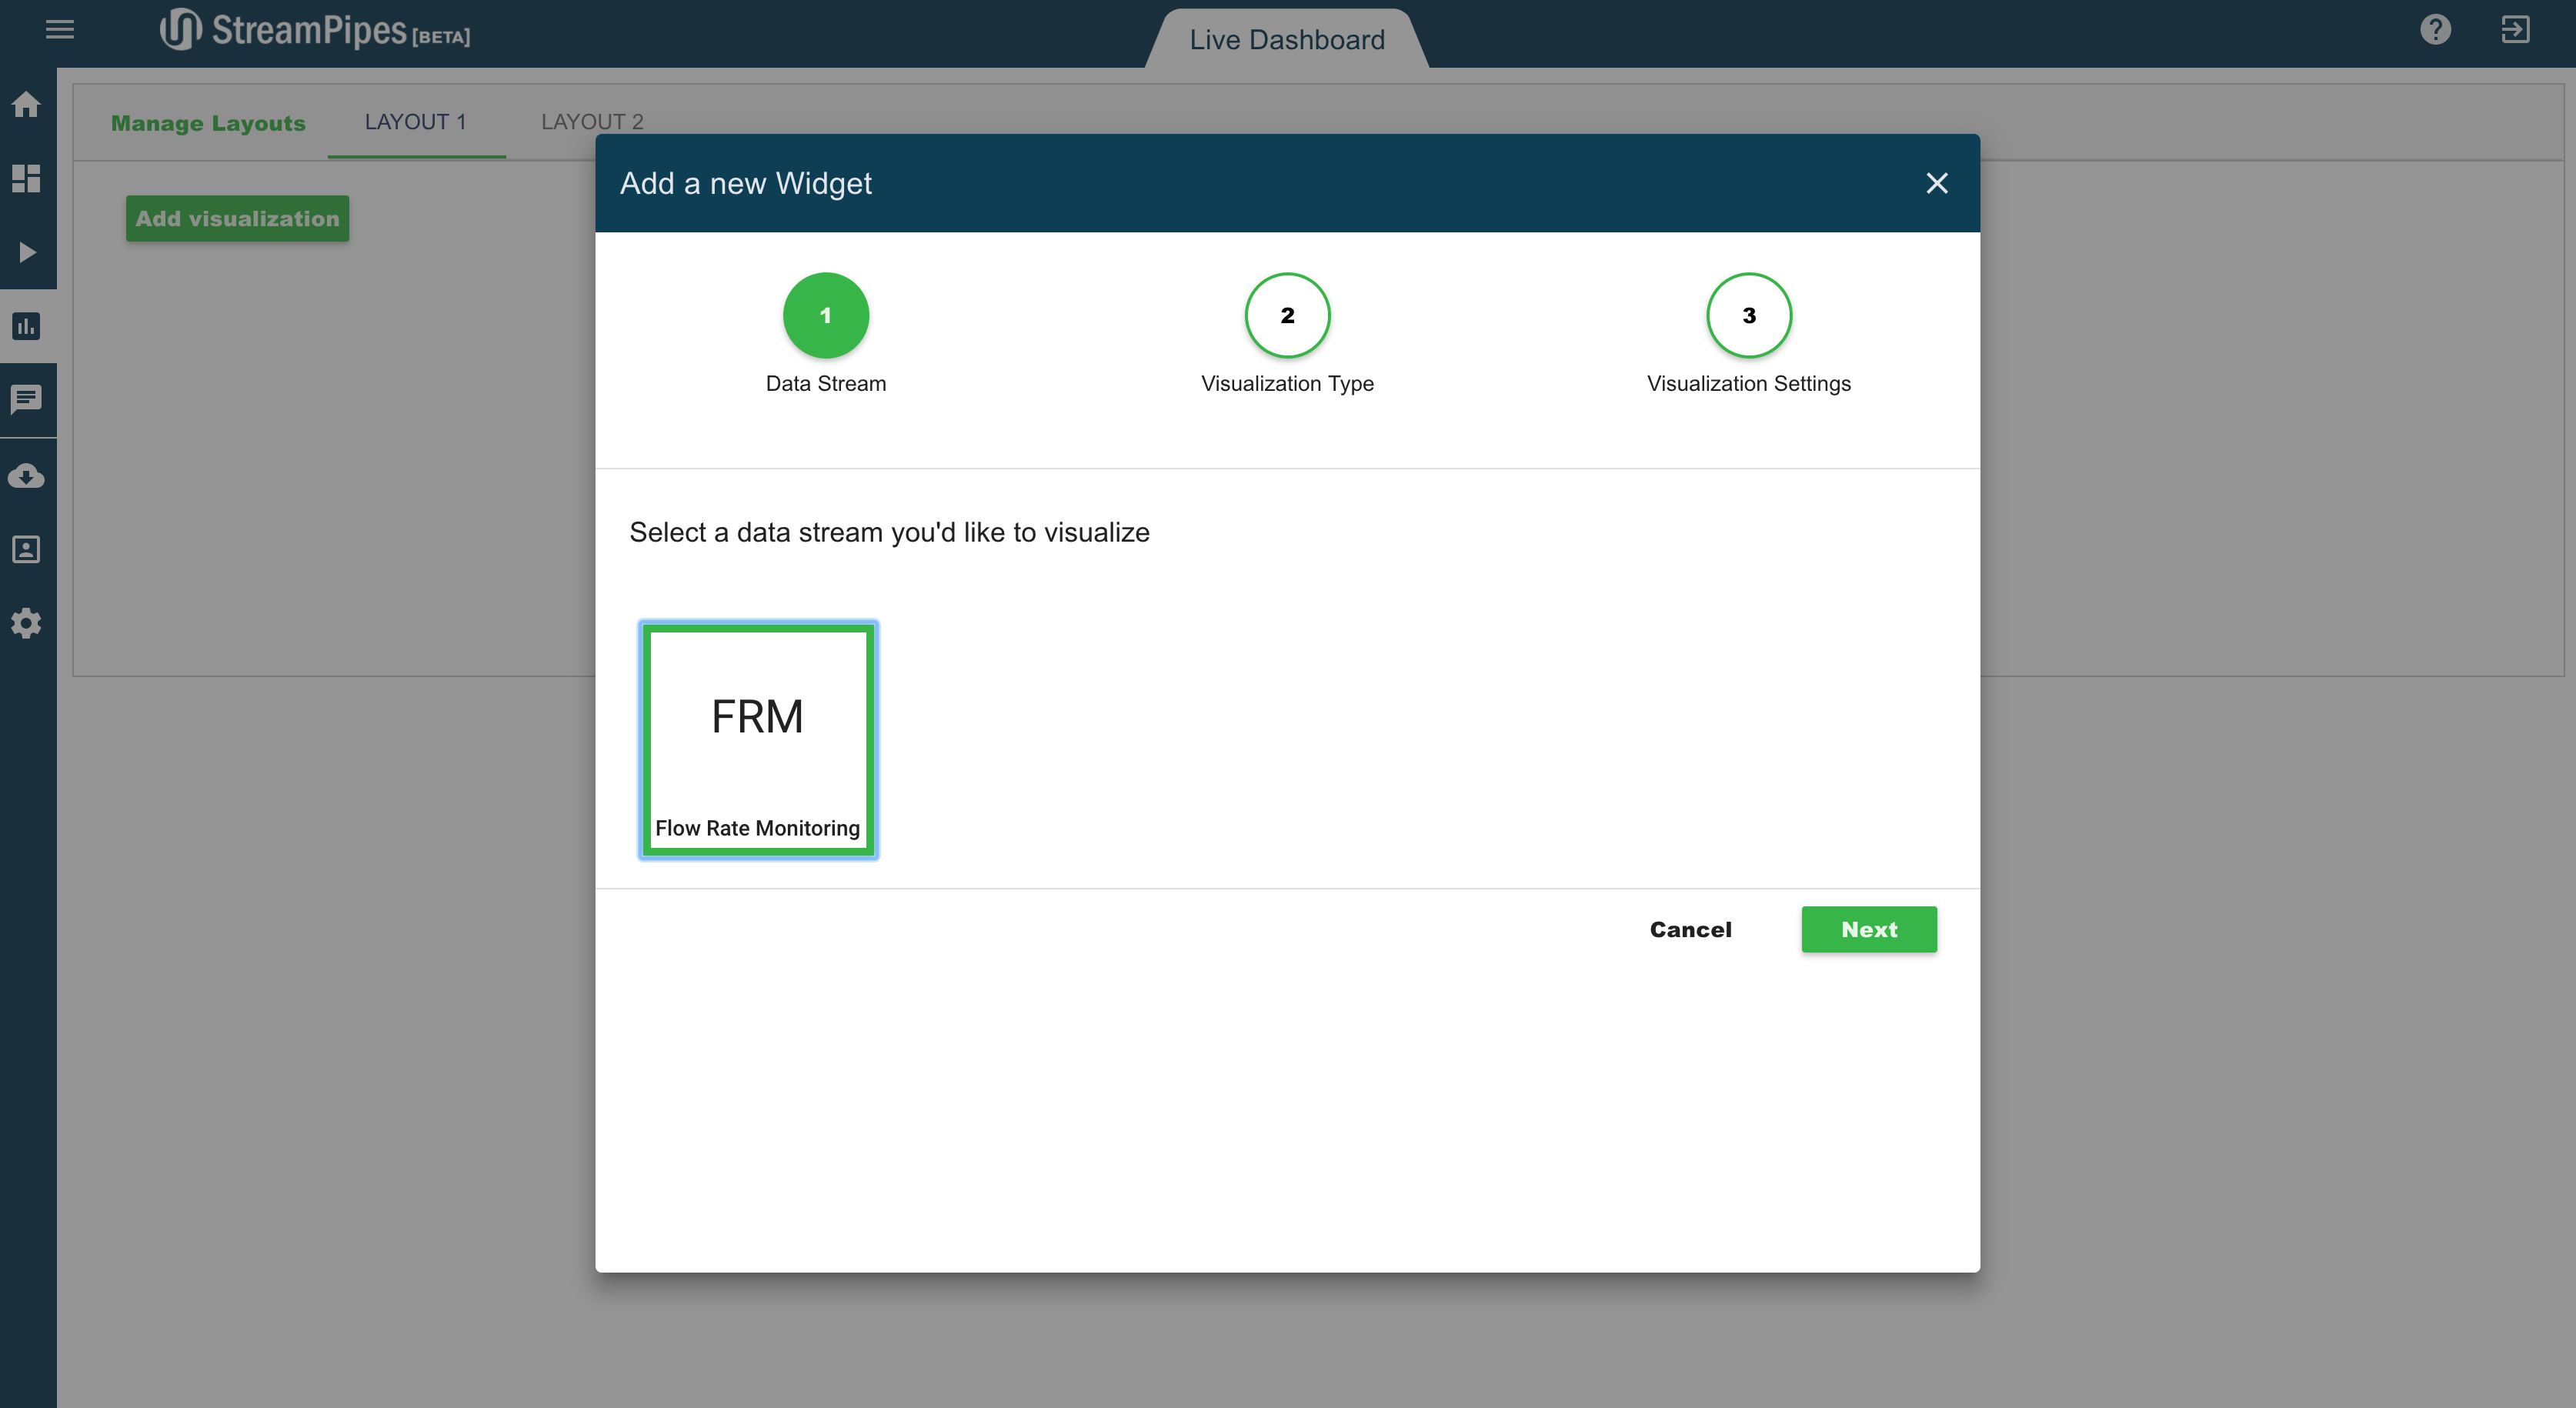 StreamPipes [BETA]
Live Dashboard
Manage Layouts
LAYOUT 1
LAYOUT 2
Add visualization
Add a new Widget
1
2
3
Data Stream
Visualization Type
Visualization Settings
Select a data stream you'd like to visualize
FRM
Flow Rate Monitoring
Cancel
Next